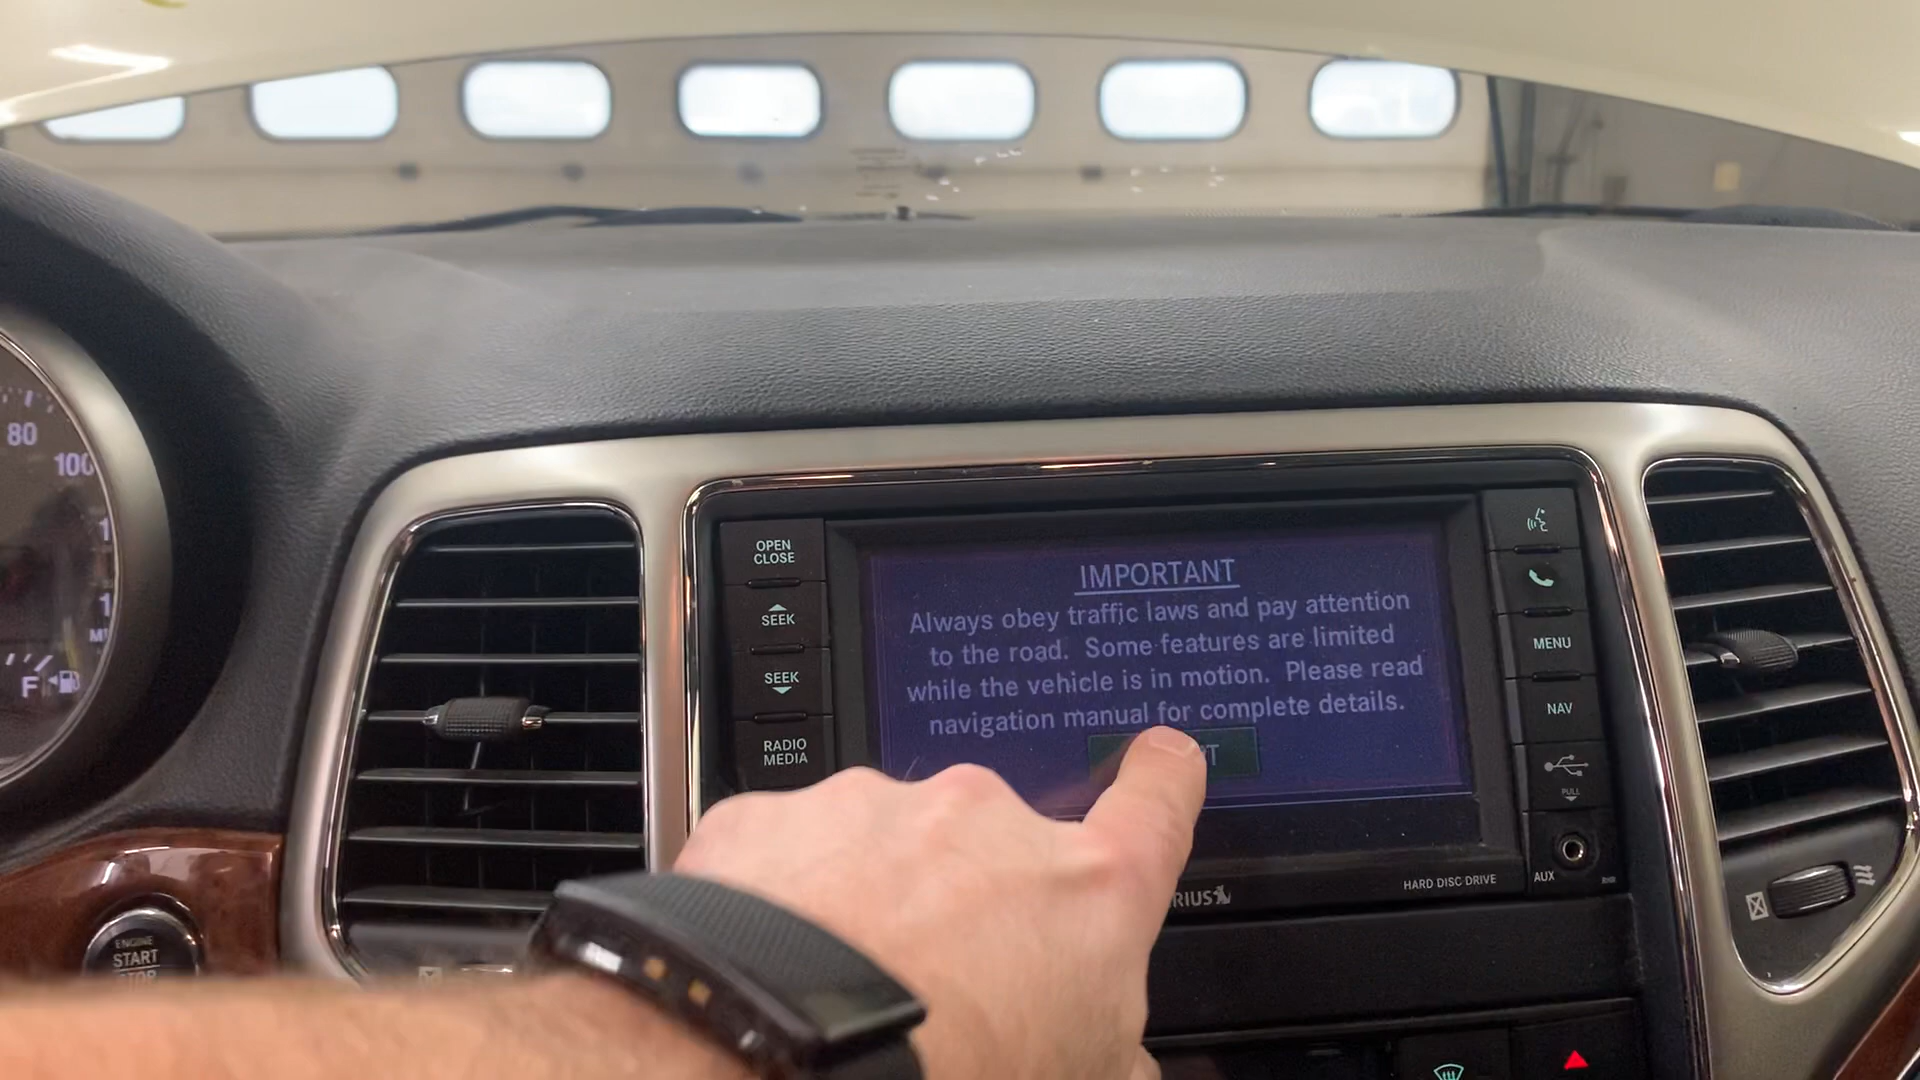 80
100
F
OPEN
CLOSE
SEEK
SEEK
RADIO
MEDIA
IMPORTANT
Always obey traffic laws and pay attention
to the road. Some features are limited
while the vehicle is in motion. Please read
navigation manual for complete details.
MENU
NAV
PULL
AUX
HARD DISC DRIVE
ENGINE
START
STOP